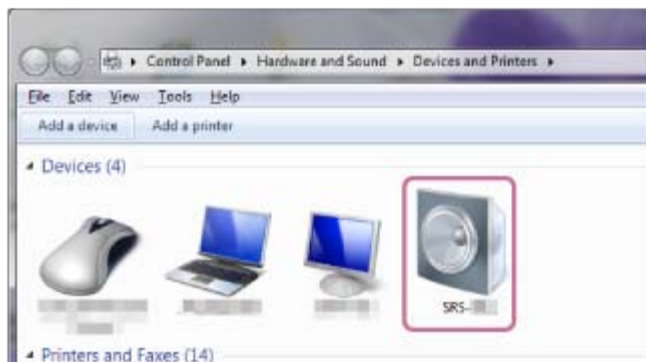 Control Panel ▸ Hardware and Sound ▸ Devices and Printers ▸
File Edit View Tools Help
Add a device Add a printer
Devices (4)
SRS-
Printers and Faxes (14)